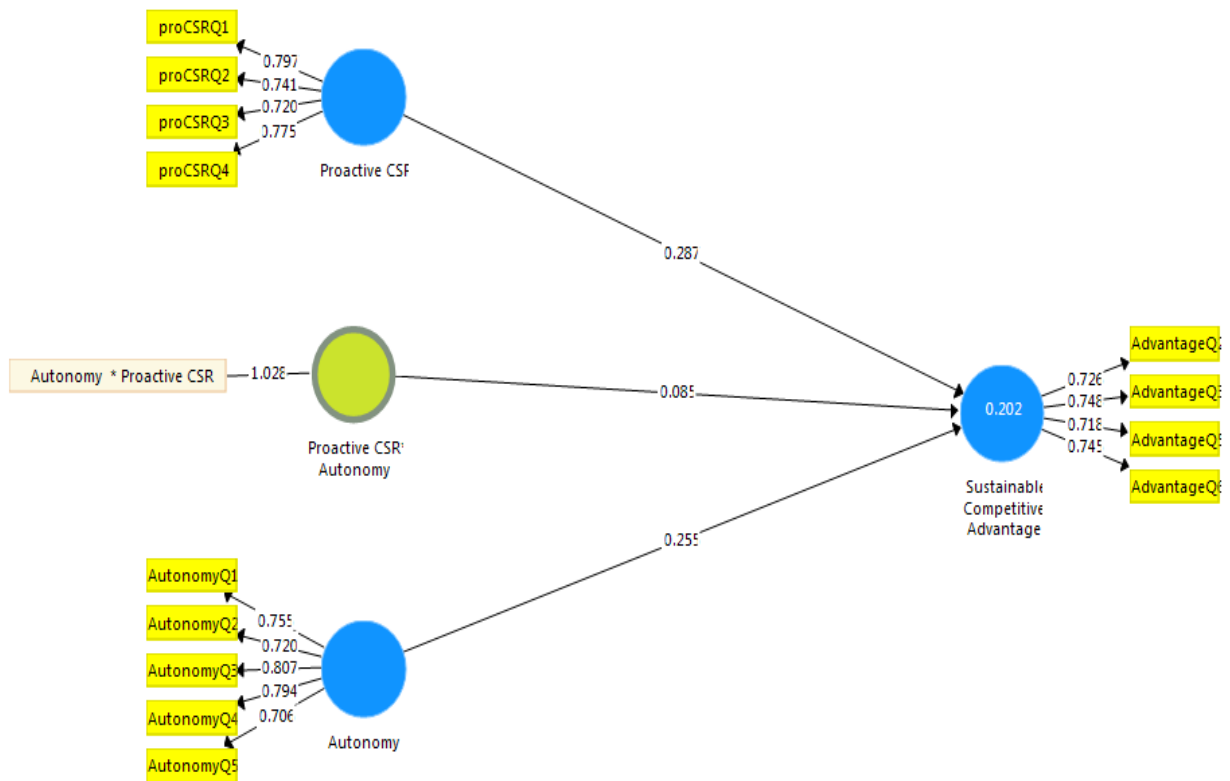 proCSRQ1
proCSRQ2
proCSRQ3
proCSRQ4
0.797
0.741
0.720
0.775
Proactive CSF
0.287
Autonomy * Proactive CSR
1.028
Proactive CSR*
Autonomy
0.085
0.202
Sustainable
Competitive
Advantage
0.726
0.748
0.718
0.745
AdvantageQ2
AdvantageQ3
AdvantageQ5
AdvantageQ6
0.255
AutonomyQ1
AutonomyQ2
AutonomyQ3
AutonomyQ4
AutonomyQ5
0.755
0.720
0.807
0.794
0.706
Autonomy